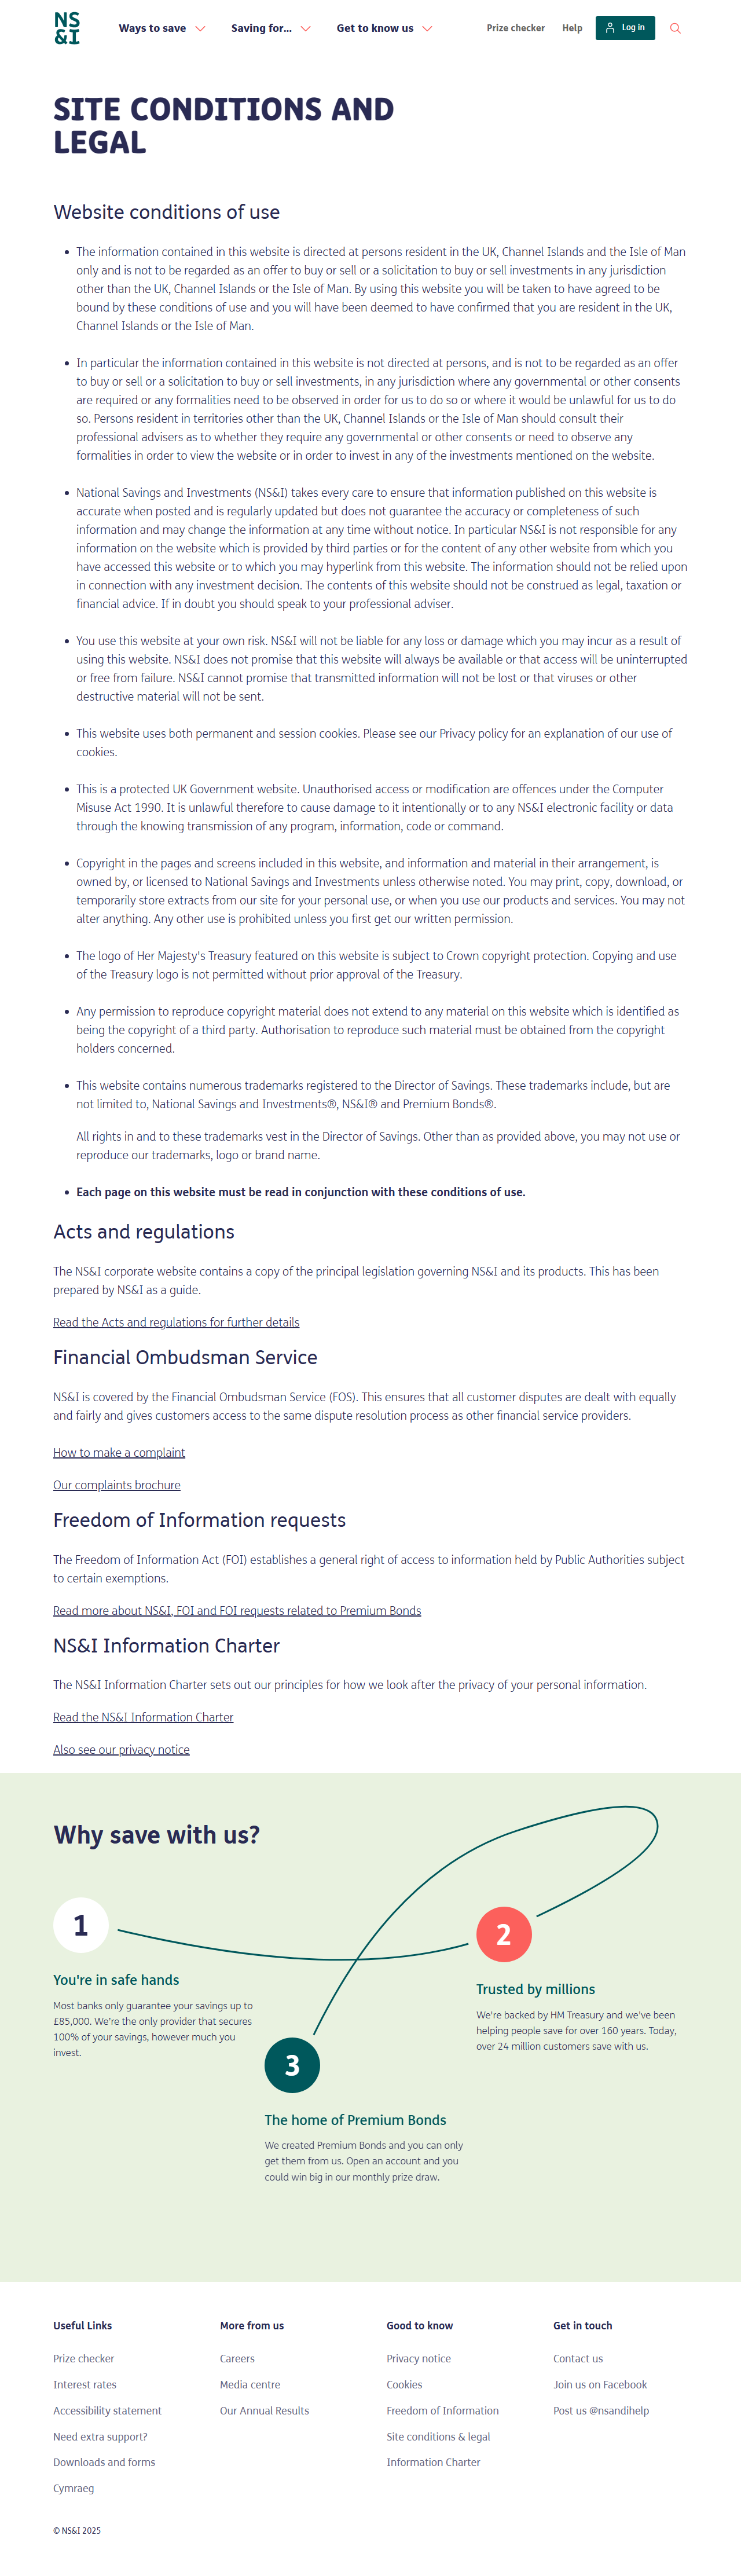 NS
&I
Ways to save
Saving for...
Get to know us
Prize checker
Help
Log in
SITE CONDITIONS AND
LEGAL
Website conditions of use
• The information contained in this website is directed at persons resident in the UK, Channel Islands and the Isle of Man
only and is not to be regarded as an offer to buy or sell or a solicitation to buy or sell investments in any jurisdiction
other than the UK, Channel Islands or the Isle of Man. By using this website you will be taken to have agreed to be
bound by these conditions of use and you will have been deemed to have confirmed that you are resident in the UK,
Channel Islands or the Isle of Man.
• In particular the information contained in this website is not directed at persons, and is not to be regarded as an offer
to buy or sell or a solicitation to buy or sell investments, in any jurisdiction where any governmental or other consents
are required or any formalities need to be observed in order for us to do so or where it would be unlawful for us to do
so. Persons resident in territories other than the UK, Channel Islands or the Isle of Man should consult their
professional advisers as to whether they require any governmental or other consents or need to observe any
formalities in order to view the website or in order to invest in any of the investments mentioned on the website.
• National Savings and Investments (NS&I) takes every care to ensure that information published on this website is
accurate when posted and is regularly updated but does not guarantee the accuracy or completeness of such
information and may change the information at any time without notice. In particular NS&I is not responsible for any
information on the website which is provided by third parties or for the content of any other website from which you
have accessed this website or to which you may hyperlink from this website. The information should not be relied upon
in connection with any investment decision. The contents of this website should not be construed as legal, taxation or
financial advice. If in doubt you should speak to your professional adviser.
• You use this website at your own risk. NS&I will not be liable for any loss or damage which you may incur as a result of
using this website. NS&I does not promise that this website will always be available or that access will be uninterrupted
or free from failure. NS&I cannot promise that transmitted information will not be lost or that viruses or other
destructive material will not be sent.
• This website uses both permanent and session cookies. Please see our Privacy policy for an explanation of our use of
cookies.
• This is a protected UK Government website. Unauthorised access or modification are offences under the Computer
Misuse Act 1990. It is unlawful therefore to cause damage to it intentionally or to any NS&I electronic facility or data
through the knowing transmission of any program, information, code or command.
• Copyright in the pages and screens included in this website, and information and material in their arrangement, is
owned by, or licensed to National Savings and Investments unless otherwise noted. You may print, copy, download, or
temporarily store extracts from our site for your personal use, or when you use our products and services. You may not
alter anything. Any other use is prohibited unless you first get our written permission.
• The logo of Her Majesty's Treasury featured on this website is subject to Crown copyright protection. Copying and use
of the Treasury logo is not permitted without prior approval of the Treasury.
• Any permission to reproduce copyright material does not extend to any material on this website which is identified as
being the copyright of a third party. Authorisation to reproduce such material must be obtained from the copyright
holders concerned.
• This website contains numerous trademarks registered to the Director of Savings. These trademarks include, but are
not limited to, National Savings and Investments®, NS&I® and Premium Bonds®.
All rights in and to these trademarks vest in the Director of Savings. Other than as provided above, you may not use or
reproduce our trademarks, logo or brand name.
• Each page on this website must be read in conjunction with these conditions of use.
Acts and regulations
The NS&I corporate website contains a copy of the principal legislation governing NS&I and its products. This has been
prepared by NS&I as a guide.
Read the Acts and regulations for further details
Financial Ombudsman Service
NS&I is covered by the Financial Ombudsman Service (FOS). This ensures that all customer disputes are dealt with equally
and fairly and gives customers access to the same dispute resolution process as other financial service providers.
How to make a complaint
Our complaints brochure
Freedom of Information requests
The Freedom of Information Act (FOI) establishes a general right of access to information held by Public Authorities subject
to certain exemptions.
Read more about NS&I, FOI and FOI requests related to Premium Bonds
NS&I Information Charter
The NS&I Information Charter sets out our principles for how we look after the privacy of your personal information.
Read the NS&I Information Charter
Also see our privacy notice
Why save with us?
1
You're in safe hands
Most banks only guarantee your savings up to
£85,000. We're the only provider that secures
100% of your savings, however much you
invest.
2
Trusted by millions
We're backed by HM Treasury and we've been
helping people save for over 160 years. Today,
over 24 million customers save with us.
3
The home of Premium Bonds
We created Premium Bonds and you can only
get them from us. Open an account and you
could win big in our monthly prize draw.
Useful Links
Prize checker
Interest rates
Accessibility statement
Need extra support?
Downloads and forms
Cymraeg
More from us
Careers
Media centre
Our Annual Results
Good to know
Privacy notice
Cookies
Freedom of Information
Site conditions & legal
Information Charter
Get in touch
Contact us
Join us on Facebook
Post us @nsandihelp
© NS&I 2025